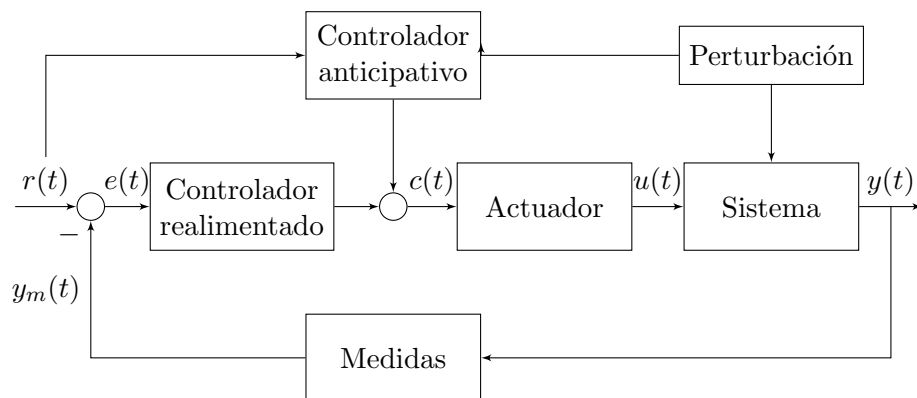 Controlador
anticipativo
Perturbación
r(t)
e(t)
Controlador
realimentado
c(t)
Actuador
u(t)
Sistema
y(t)
−
y_m(t)
Medidas